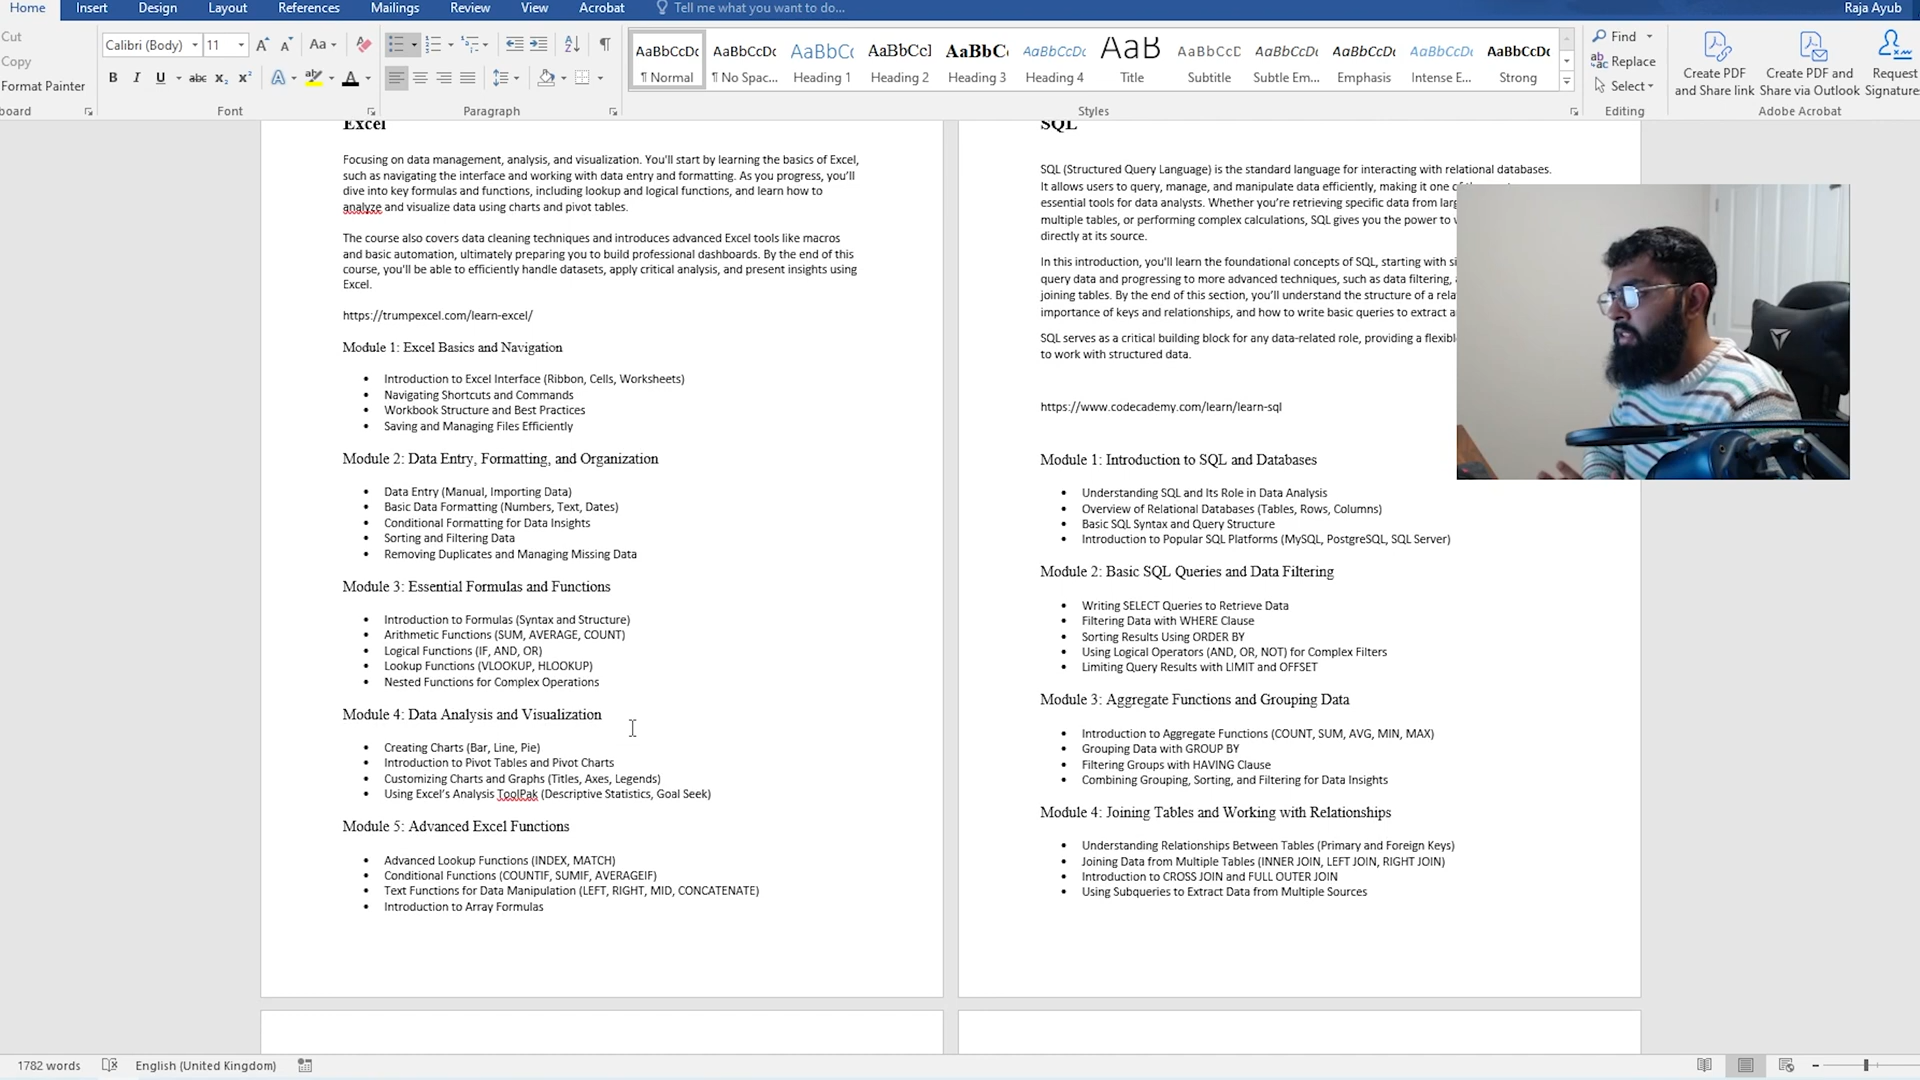 Home Insert Design Layout References Mailings Review View Acrobat Tell me what you want to do... Raja Ayub
Cut
Copy
Format Painter
board
Calibri (Body) 11
Aa
B I U abc x₂ x²
A A
Font
Paragraph
AaBbCcDc AaBbCcDc AaBbCc AaBbCcI AaBbC AaBbCcDc AaB AaBbCcD AaBbCcDc AaBbCcDc AaBbCcDc AaBbCcDc
¶ Normal ¶ No Spac... Heading 1 Heading 2 Heading 3 Heading 4 Title Subtitle Subtle Em... Emphasis Intense E... Strong
Styles
Find
Replace
Select
Editing
Create PDF and Share link
Create PDF and Share via Outlook
Request Signature
Adobe Acrobat
Excel
Focusing on data management, analysis, and visualization. You'll start by learning the basics of Excel,
such as navigating the interface and working with data entry and formatting. As you progress, you'll
dive into key formulas and functions, including lookup and logical functions, and learn how to
analyze and visualize data using charts and pivot tables.
The course also covers data cleaning techniques and introduces advanced Excel tools like macros
and basic automation, ultimately preparing you to build professional dashboards. By the end of this
course, you'll be able to efficiently handle datasets, apply critical analysis, and present insights using
Excel.
https://trumpexcel.com/learn-excel/
Module 1: Excel Basics and Navigation
• Introduction to Excel Interface (Ribbon, Cells, Worksheets)
• Navigating Shortcuts and Commands
• Workbook Structure and Best Practices
• Saving and Managing Files Efficiently
Module 2: Data Entry, Formatting, and Organization
• Data Entry (Manual, Importing Data)
• Basic Data Formatting (Numbers, Text, Dates)
• Conditional Formatting for Data Insights
• Sorting and Filtering Data
• Removing Duplicates and Managing Missing Data
Module 3: Essential Formulas and Functions
• Introduction to Formulas (Syntax and Structure)
• Arithmetic Functions (SUM, AVERAGE, COUNT)
• Logical Functions (IF, AND, OR)
• Lookup Functions (VLOOKUP, HLOOKUP)
• Nested Functions for Complex Operations
Module 4: Data Analysis and Visualization
• Creating Charts (Bar, Line, Pie)
• Introduction to Pivot Tables and Pivot Charts
• Customizing Charts and Graphs (Titles, Axes, Legends)
• Using Excel's Analysis ToolPak (Descriptive Statistics, Goal Seek)
Module 5: Advanced Excel Functions
• Advanced Lookup Functions (INDEX, MATCH)
• Conditional Functions (COUNTIF, SUMIF, AVERAGEIF)
• Text Functions for Data Manipulation (LEFT, RIGHT, MID, CONCATENATE)
• Introduction to Array Formulas
SQL
SQL (Structured Query Language) is the standard language for interacting with relational databases.
It allows users to query, manage, and manipulate data efficiently, making it one
essential tools for data analysts. Whether you're retrieving specific data from
multiple tables, or performing complex calculations, SQL gives you the power to
directly at its source.
In this introduction, you'll learn the foundational concepts of SQL, starting with
query data and progressing to more advanced techniques, such as data filtering,
joining tables. By the end of this section, you'll understand the structure of a
importance of keys and relationships, and how to write basic queries to extract
SQL serves as a critical building block for any data-related role, providing a
to work with structured data.
https://www.codecademy.com/learn/learn-sql
Module 1: Introduction to SQL and Databases
• Understanding SQL and Its Role in Data Analysis
• Overview of Relational Databases (Tables, Rows, Columns)
• Basic SQL Syntax and Query Structure
• Introduction to Popular SQL Platforms (MySQL, PostgreSQL, SQL Server)
Module 2: Basic SQL Queries and Data Filtering
• Writing SELECT Queries to Retrieve Data
• Filtering Data with WHERE Clause
• Sorting Results Using ORDER BY
• Using Logical Operators (AND, OR, NOT) for Complex Filters
• Limiting Query Results with LIMIT and OFFSET
Module 3: Aggregate Functions and Grouping Data
• Introduction to Aggregate Functions (COUNT, SUM, AVG, MIN, MAX)
• Grouping Data with GROUP BY
• Filtering Groups with HAVING Clause
• Combining Grouping, Sorting, and Filtering for Data Insights
Module 4: Joining Tables and Working with Relationships
• Understanding Relationships Between Tables (Primary and Foreign Keys)
• Joining Data from Multiple Tables (INNER JOIN, LEFT JOIN, RIGHT JOIN)
• Introduction to CROSS JOIN and FULL OUTER JOIN
• Using Subqueries to Extract Data from Multiple Sources
1782 words English (United Kingdom)